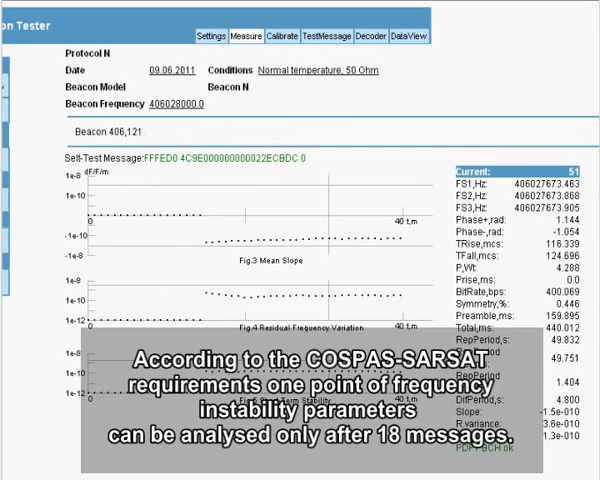 on Tester
Settings Measure Calibrate TestMessage Decoder DataView
Protocol N
Date 09.06.2011 Conditions Normal temperature, 50 Ohm
Beacon Model Beacon N
Beacon Frequency 406028000.0
Beacon 406,121
Self-Test Message:FFFED0 4C9E00000000022ECBDC 0
dF/F/m
1e-8
1e-10
0
40 t,m
-1e-10
-1e-8
Fig.3 Mean Slope
1e-8
1e-10
1e-12
0
40 t,m
Fig.4 Residual Frequency Variation
1e-8
1e-10
1e-12
0
40 t,m
Current: 51
FS1,Hz: 406027673.463
FS2,Hz: 406027673.868
FS3,Hz: 406027673.905
Phase+,rad: 1.144
Phase-,rad: -1.054
TRise,mcs: 116.339
TFall,mcs: 124.696
P,Wt: 4.288
Prise,ms: 0.0
BitRate,bps: 400.069
Symmetry,%: 0.446
Preamble,ms: 159.895
Total,ms: 440.012
RepPeriod,s: 49.832
49.751
RepPeriod
1.404
DifPeriod,s: 4.800
Slope: -1.5e-010
R.variance: 3.6e-010
1.3e-010
BCH ok
According to the COSPAS-SARSAT
requirements one point of frequency
instability parameters
can be analysed only after 18 messages.